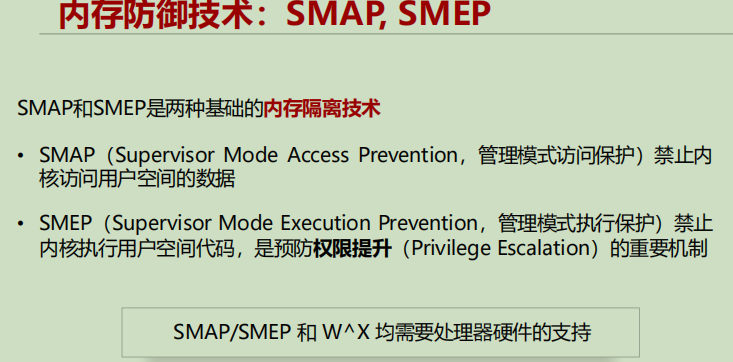 内存防御技术：SMAP, SMEP
SMAP和SMEP是两种基础的内存隔离技术
• SMAP（Supervisor Mode Access Prevention，管理模式访问保护）禁止内
核访问用户空间的数据
• SMEP（Supervisor Mode Execution Prevention，管理模式执行保护）禁止
内核执行用户空间代码，是预防权限提升（Privilege Escalation）的重要机制
SMAP/SMEP 和 W^X 均需要处理器硬件的支持